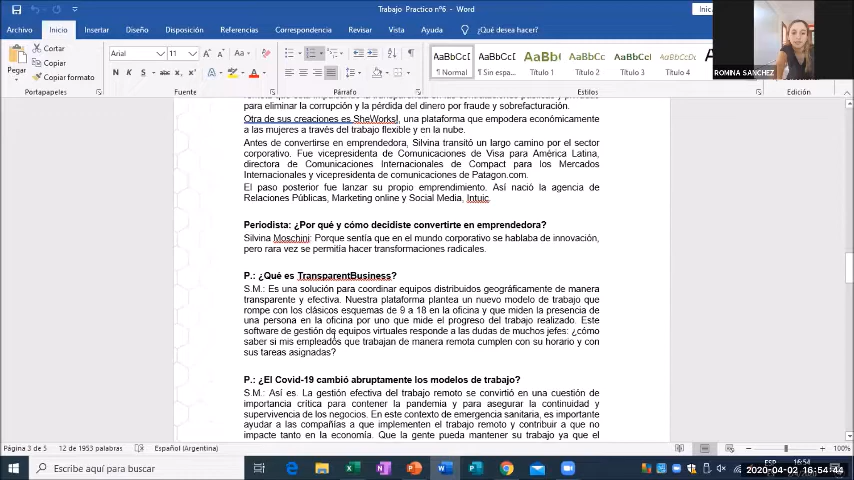 Trabajo Practico nº6 - Word
Inic
Archivo Inicio Insertar Diseño Disposición Referencias Correspondencia Revisar Vista Ayuda ¿Qué desea hacer?
Pegar
Cortar
Copiar
Copiar formato
Portapapeles
Arial 11
Fuente
Párrafo
AaBbCcI AaBbCcI AaBbC AaBbCc AaBbCcI AaBbCcD
¶ Normal ¶ Sin espa... Título 1 Título 2 Título 3 Título 4
Estilos
Edición
ROMINA SANCHEZ
para eliminar la corrupción y la pérdida del dinero por fraude y sobrefacturación.
Otra de sus creaciones es SheWorks!, una plataforma que empodera económicamente
a las mujeres a través del trabajo flexible y en la nube.
Antes de convertirse en emprendedora, Silvina transitó un largo camino por el sector
corporativo. Fue vicepresidenta de Comunicaciones de Visa para América Latina,
directora de Comunicaciones Internacionales de Compact para los Mercados
Internacionales y vicepresidenta de comunicaciones de Patagon.com.
El paso posterior fue lanzar su propio emprendimiento. Así nació la agencia de
Relaciones Públicas, Marketing online y Social Media, Intuic.
Periodista: ¿Por qué y cómo decidiste convertirte en emprendedora?
Silvina Moschini: Porque sentía que en el mundo corporativo se hablaba de innovación,
pero rara vez se permitía hacer transformaciones radicales.
P.: ¿Qué es TransparentBusiness?
S.M.: Es una solución para coordinar equipos distribuidos geográficamente de manera
transparente y efectiva. Nuestra plataforma plantea un nuevo modelo de trabajo que
rompe con los clásicos esquemas de 9 a 18 en la oficina y que miden la presencia de
una persona en la oficina por uno que mide el progreso del trabajo realizado. Este
software de gestión de equipos virtuales responde a las dudas de muchos jefes: ¿cómo
saber si mis empleados que trabajan de manera remota cumplen con su horario y con
sus tareas asignadas?
P.: ¿El Covid-19 cambió abruptamente los modelos de trabajo?
S.M.: Así es. La gestión efectiva del trabajo remoto se convirtió en una cuestión de
importancia crítica para contener la pandemia y para asegurar la continuidad y
supervivencia de los negocios. En este contexto de emergencia sanitaria, es importante
ayudar a las compañías a que implementen el trabajo remoto y contribuir a que no
impacte tanto en la economía. Que la gente pueda mantener su trabajo ya que el
Página 3 de 5 12 de 1953 palabras Español (Argentina) 100%
Escribe aquí para buscar
ESP 16:54
2020-04-02 16:54:44